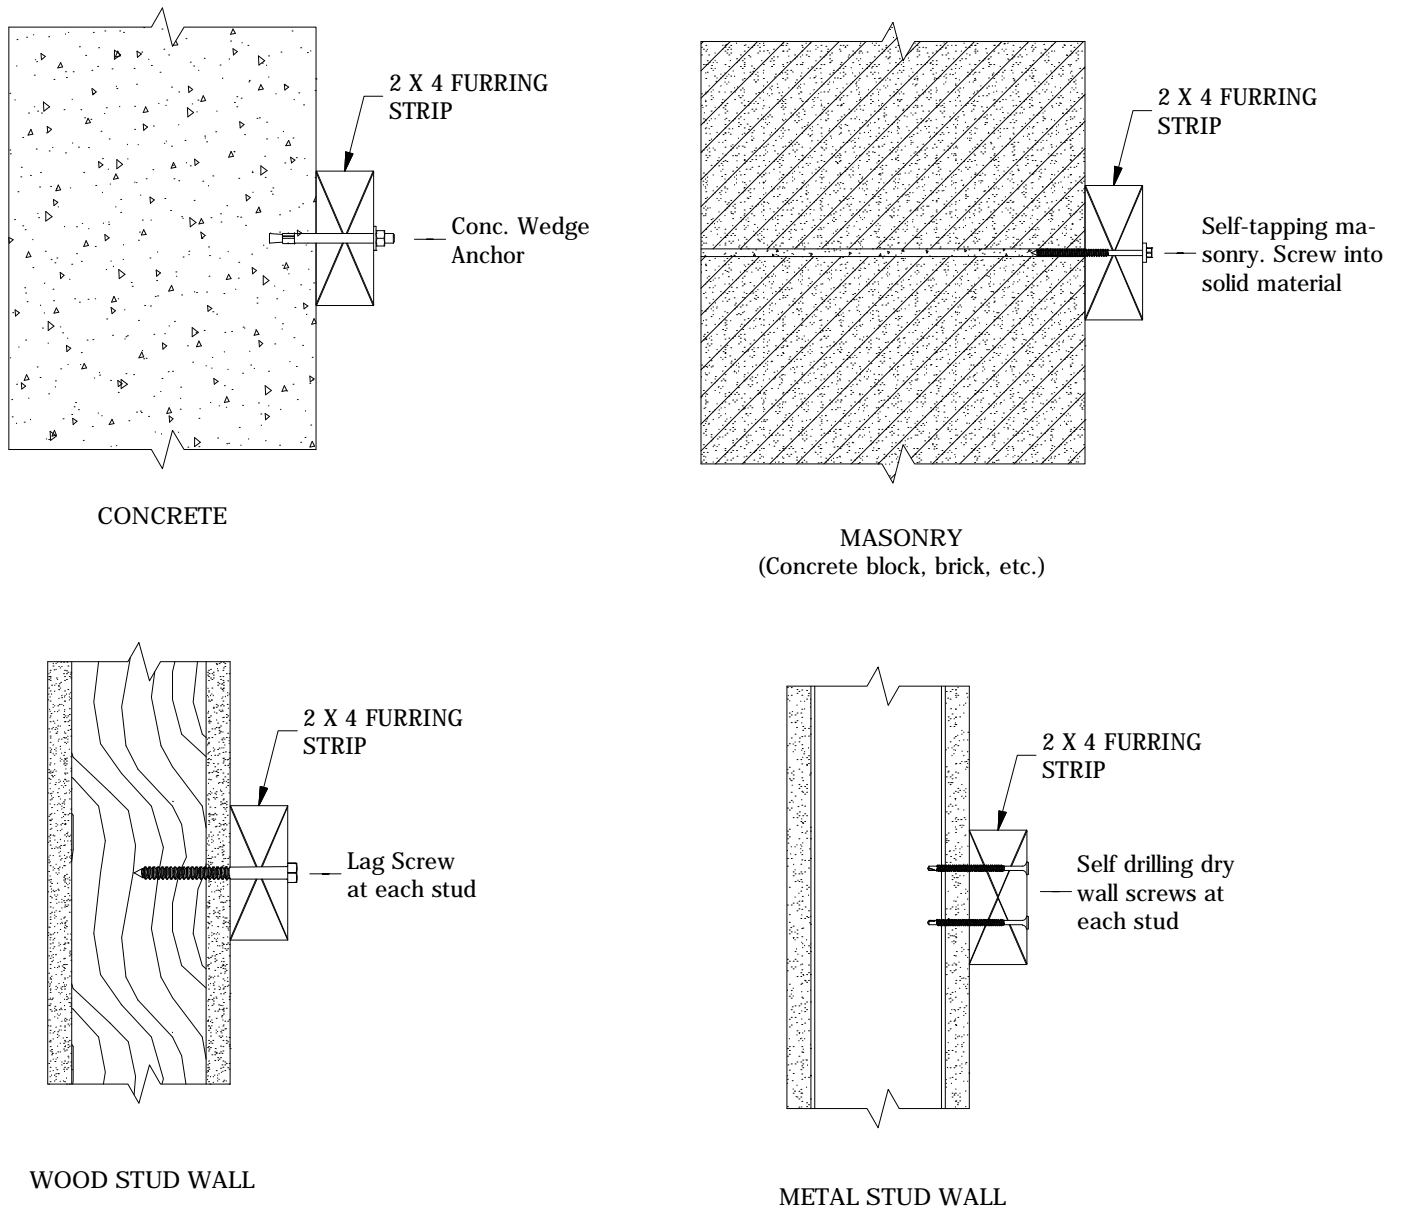 2 X 4 FURRING
STRIP
Conc. Wedge
Anchor
CONCRETE
2 X 4 FURRING
STRIP
Self-tapping ma-
sonry. Screw into
solid material
MASONRY
(Concrete block, brick, etc.)
2 X 4 FURRING
STRIP
Lag Screw
at each stud
WOOD STUD WALL
2 X 4 FURRING
STRIP
Self drilling dry
wall screws at
each stud
METAL STUD WALL